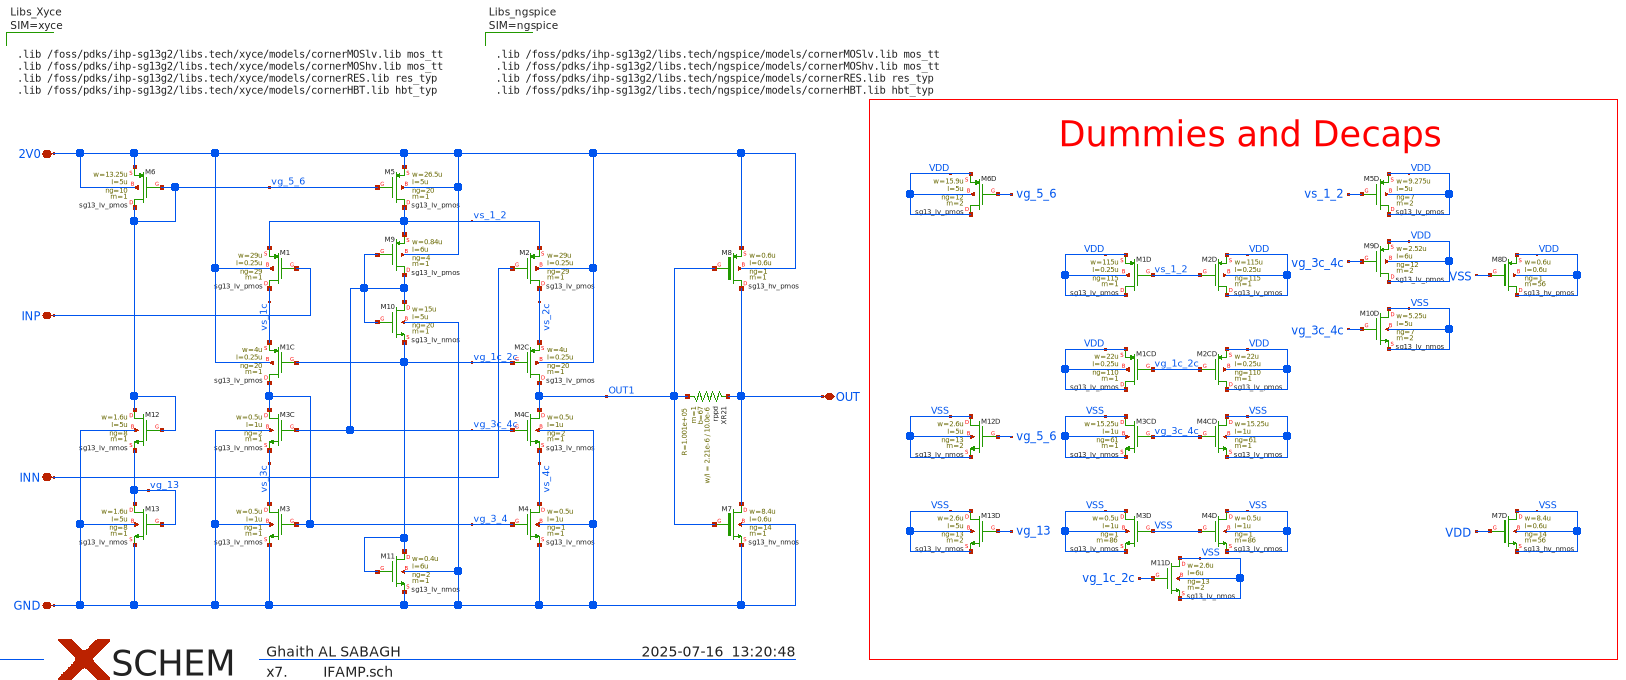 Libs_Xyce
SIM=xyce
.lib /foss/pdks/ihp-sg13g2/libs.tech/xyce/models/cornerMOSlv.lib mos_tt
.lib /foss/pdks/ihp-sg13g2/libs.tech/xyce/models/cornerMOShv.lib mos_tt
.lib /foss/pdks/ihp-sg13g2/libs.tech/xyce/models/cornerRES.lib res_typ
.lib /foss/pdks/ihp-sg13g2/libs.tech/xyce/models/cornerHBT.lib hbt_typ
Libs_ngspice
SIM=ngspice
.lib /foss/pdks/ihp-sg13g2/libs.tech/ngspice/models/cornerMOSlv.lib mos_tt
.lib /foss/pdks/ihp-sg13g2/libs.tech/ngspice/models/cornerMOShv.lib mos_tt
.lib /foss/pdks/ihp-sg13g2/libs.tech/ngspice/models/cornerRES.lib res_typ
.lib /foss/pdks/ihp-sg13g2/libs.tech/ngspice/models/cornerHBT.lib hbt_typ
2V0
M6
w=13.25u
l=5u
ng=10
m=1
sg13_lv_pmos
vg_5_6
M5
w=26.5u
l=5u
ng=20
m=1
sg13_lv_pmos
vs_1_2
M9
w=0.84u
l=6u
ng=4
m=1
sg13_lv_pmos
M1
w=29u
l=0.25u
ng=29
m=1
sg13_lv_pmos
M2
w=29u
l=0.25u
ng=29
m=1
sg13_lv_pmos
M8
w=0.6u
l=0.6u
ng=1
m=1
sg13_hv_pmos
INP
vs_1c
M10
w=15u
l=5u
ng=20
m=1
sg13_lv_nmos
vs_2c
M1C
w=4u
l=0.25u
ng=20
m=1
sg13_lv_pmos
vg_1c_2c
M2C
w=4u
l=0.25u
ng=20
m=1
sg13_lv_pmos
OUT1
OUT
R=1.001e+05
m=1
b=67
w/l = 2.21e-6 / 10.0e-6
rppd
XR21
M12
w=1.6u
l=5u
ng=8
m=1
sg13_lv_nmos
M3C
w=0.5u
l=1u
ng=2
m=1
sg13_lv_nmos
vg_3c_4c
M4C
w=0.5u
l=1u
ng=2
m=1
sg13_lv_nmos
INN
vg_13
vs_3c
vs_4c
M13
w=1.6u
l=5u
ng=8
m=1
sg13_lv_nmos
M3
w=0.5u
l=1u
ng=1
m=1
sg13_lv_nmos
vg_3_4
M4
w=0.5u
l=1u
ng=1
m=1
sg13_lv_nmos
M7
w=8.4u
l=0.6u
ng=14
m=1
sg13_hv_nmos
M11
w=0.4u
l=6u
ng=2
m=1
sg13_lv_nmos
GND
XSCHEM
Ghaith AL SABAGH
2025-07-16 13:20:48
x7. IFAMP.sch
Dummies and Decaps
VDD
M6D
w=15.9u
l=5u
ng=12
m=2
sg13_lv_pmos
vg_5_6
VDD
vs_1_2
M5D
w=9.275u
l=5u
ng=7
m=2
sg13_lv_pmos
VDD
M1D
w=115u
l=0.25u
ng=115
m=1
sg13_lv_pmos
vs_1_2
VDD
M2D
w=115u
l=0.25u
ng=115
m=1
sg13_lv_pmos
VDD
vg_3c_4c
M9D
w=2.52u
l=6u
ng=12
m=2
sg13_lv_pmos
VDD
VSS
M8D
w=0.6u
l=0.6u
ng=1
m=56
sg13_hv_pmos
VSS
vg_3c_4c
M10D
w=5.25u
l=5u
ng=7
m=2
sg13_lv_nmos
VDD
M1CD
w=22u
l=0.25u
ng=110
m=1
sg13_lv_pmos
vg_1c_2c
VDD
M2CD
w=22u
l=0.25u
ng=110
m=1
sg13_lv_pmos
VSS
M12D
w=2.6u
l=5u
ng=13
m=2
sg13_lv_nmos
vg_5_6
VSS
M3CD
w=15.25u
l=1u
ng=61
m=1
sg13_lv_nmos
vg_3c_4c
VSS
M4CD
w=15.25u
l=1u
ng=61
m=1
sg13_lv_nmos
VSS
M13D
w=2.6u
l=5u
ng=13
m=2
sg13_lv_nmos
vg_13
VSS
M3D
w=0.5u
l=1u
ng=1
m=86
sg13_lv_nmos
VSS
VSS
M4D
w=0.5u
l=1u
ng=1
m=86
sg13_lv_nmos
VSS
VDD
M7D
w=8.4u
l=0.6u
ng=14
m=56
sg13_hv_nmos
VSS
vg_1c_2c
M11D
w=2.6u
l=6u
ng=13
m=2
sg13_lv_nmos